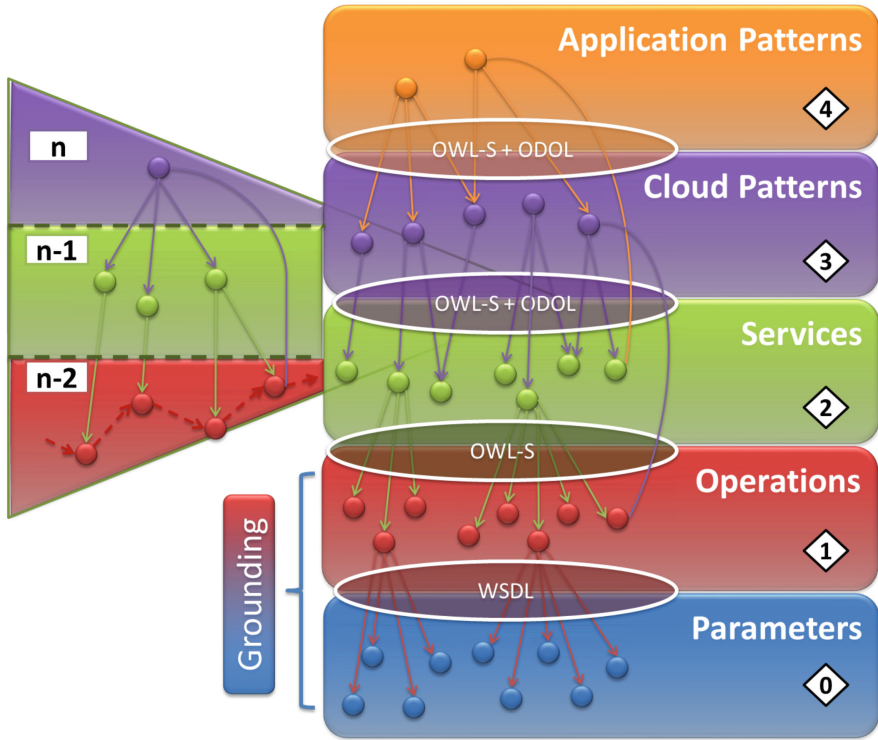 Application Patterns
4
OWL-S + ODOL
n
Cloud Patterns
n-1
3
OWL-S + ODOL
Services
n-2
2
OWL-S
Operations
Grounding
1
WSDL
Parameters
0